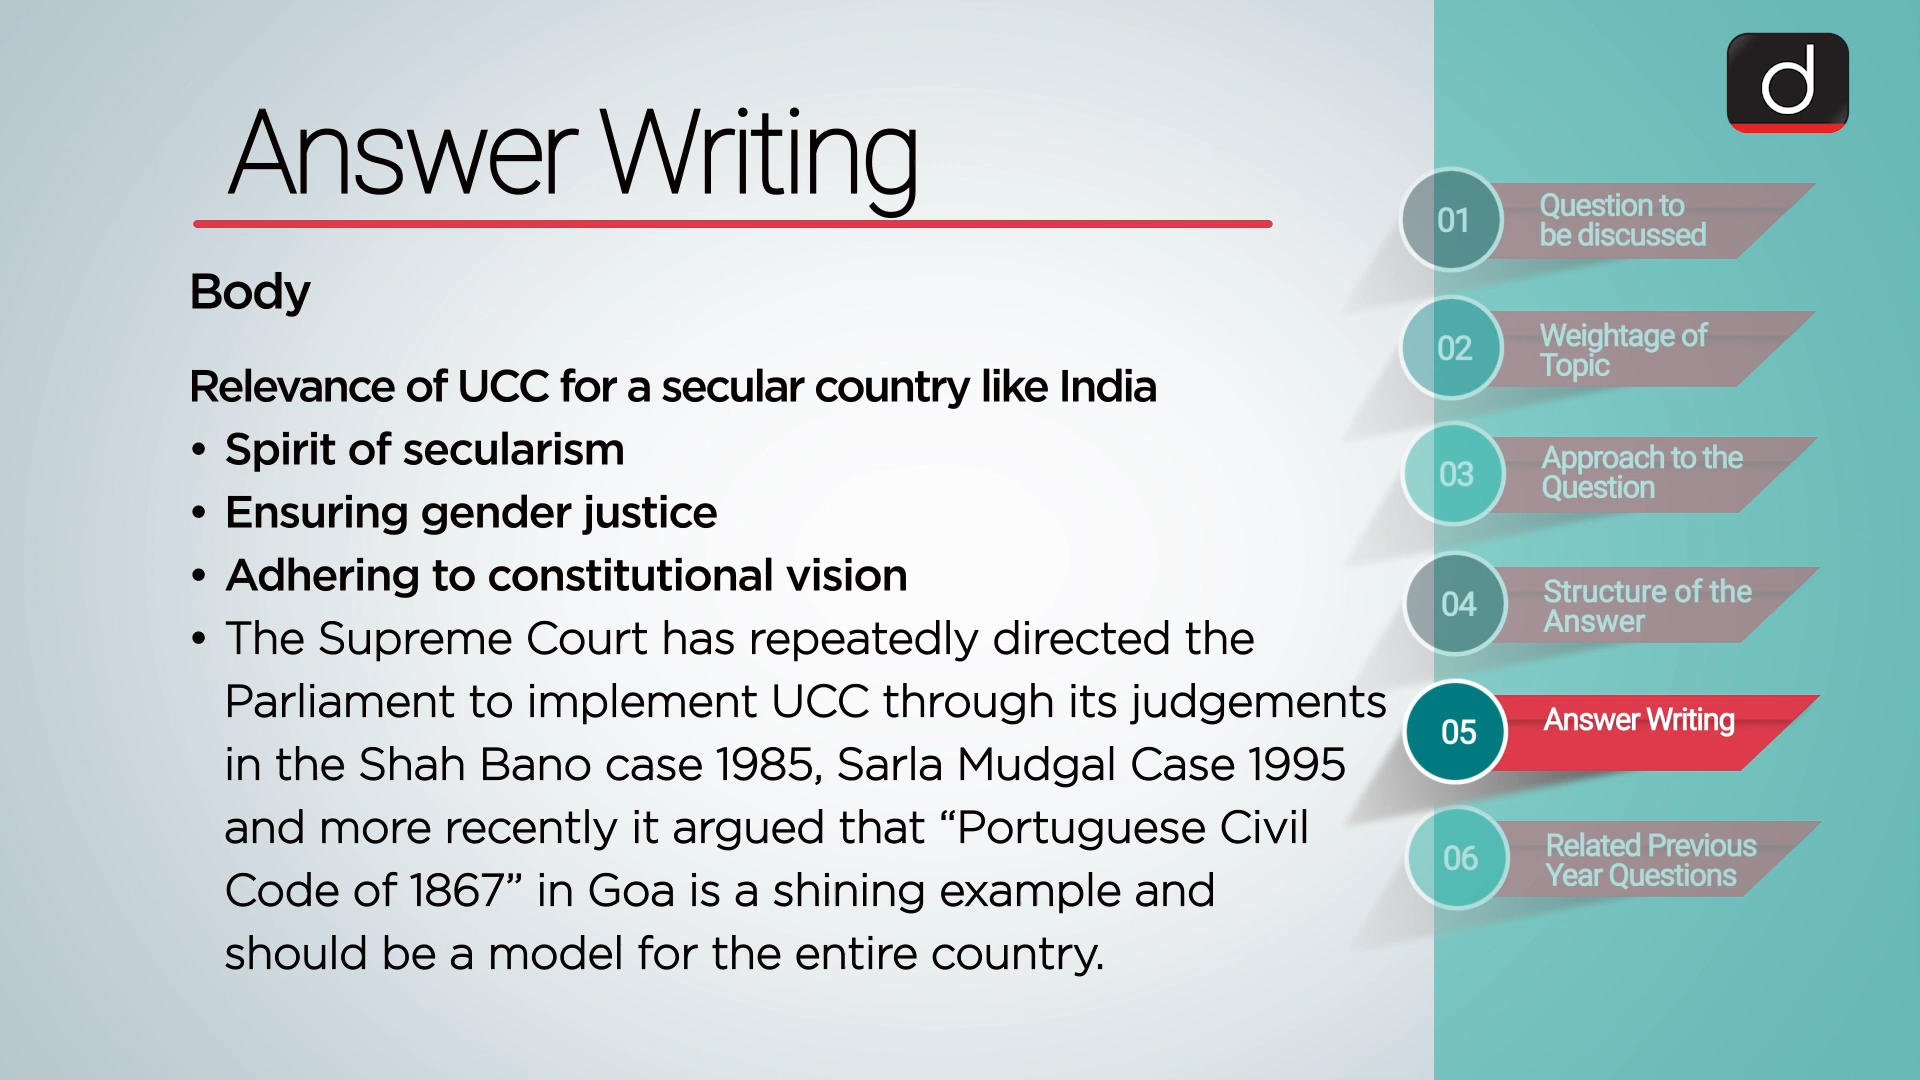 Answer Writing
Body
Relevance of UCC for a secular country like India
• Spirit of secularism
• Ensuring gender justice
• Adhering to constitutional vision
• The Supreme Court has repeatedly directed the
Parliament to implement UCC through its judgements
in the Shah Bano case 1985, Sarla Mudgal Case 1995
and more recently it argued that “Portuguese Civil
Code of 1867” in Goa is a shining example and
should be a model for the entire country.
d
01
Question to
be discussed
02
Weightage of
Topic
03
Approach to the
Question
04
Structure of the
Answer
05
Answer Writing
06
Related Previous
Year Questions